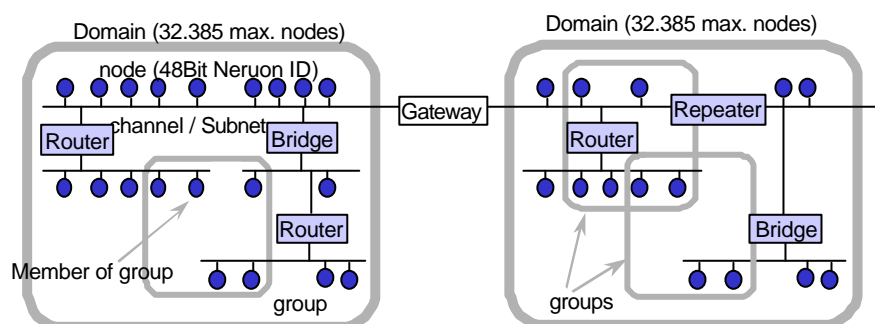 Domain (32.385 max. nodes)
node (48Bit Neruon ID)
channel / Subnet
Router
Bridge
Router
Member of group
group
Gateway
Domain (32.385 max. nodes)
Repeater
Router
Bridge
groups